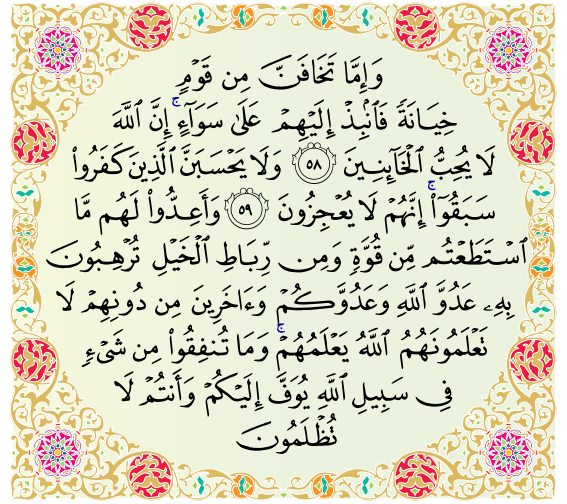 وَإِمَّا تَخَافَنَّ مِن قَوْمٍ
خِيَانَةً فَٱنۢبِذْ إِلَيْهِمْ عَلَىٰ سَوَآءٍ ۚ إِنَّ ٱللَّهَ
لَا يُحِبُّ ٱلْخَآئِنِينَ ۝٥٨ وَلَا يَحْسَبَنَّ ٱلَّذِينَ كَفَرُوا۟
سَبَقُوٓا۟ ۚ إِنَّهُمْ لَا يُعْجِزُونَ ۝٥٩ وَأَعِدُّوا۟ لَهُم مَّا
ٱسْتَطَعْتُم مِّن قُوَّةٍ وَمِن رِّبَاطِ ٱلْخَيْلِ تُرْهِبُونَ
بِهِۦ عَدُوَّ ٱللَّهِ وَعَدُوَّكُمْ وَءَاخَرِينَ مِن دُونِهِمْ لَا
تَعْلَمُونَهُمُ ٱللَّهُ يَعْلَمُهُمْ ۚ وَمَا تُنفِقُوا۟ مِن شَىْءٍ
فِى سَبِيلِ ٱللَّهِ يُوَفَّ إِلَيْكُمْ وَأَنتُمْ لَا
تُظْلَمُونَ